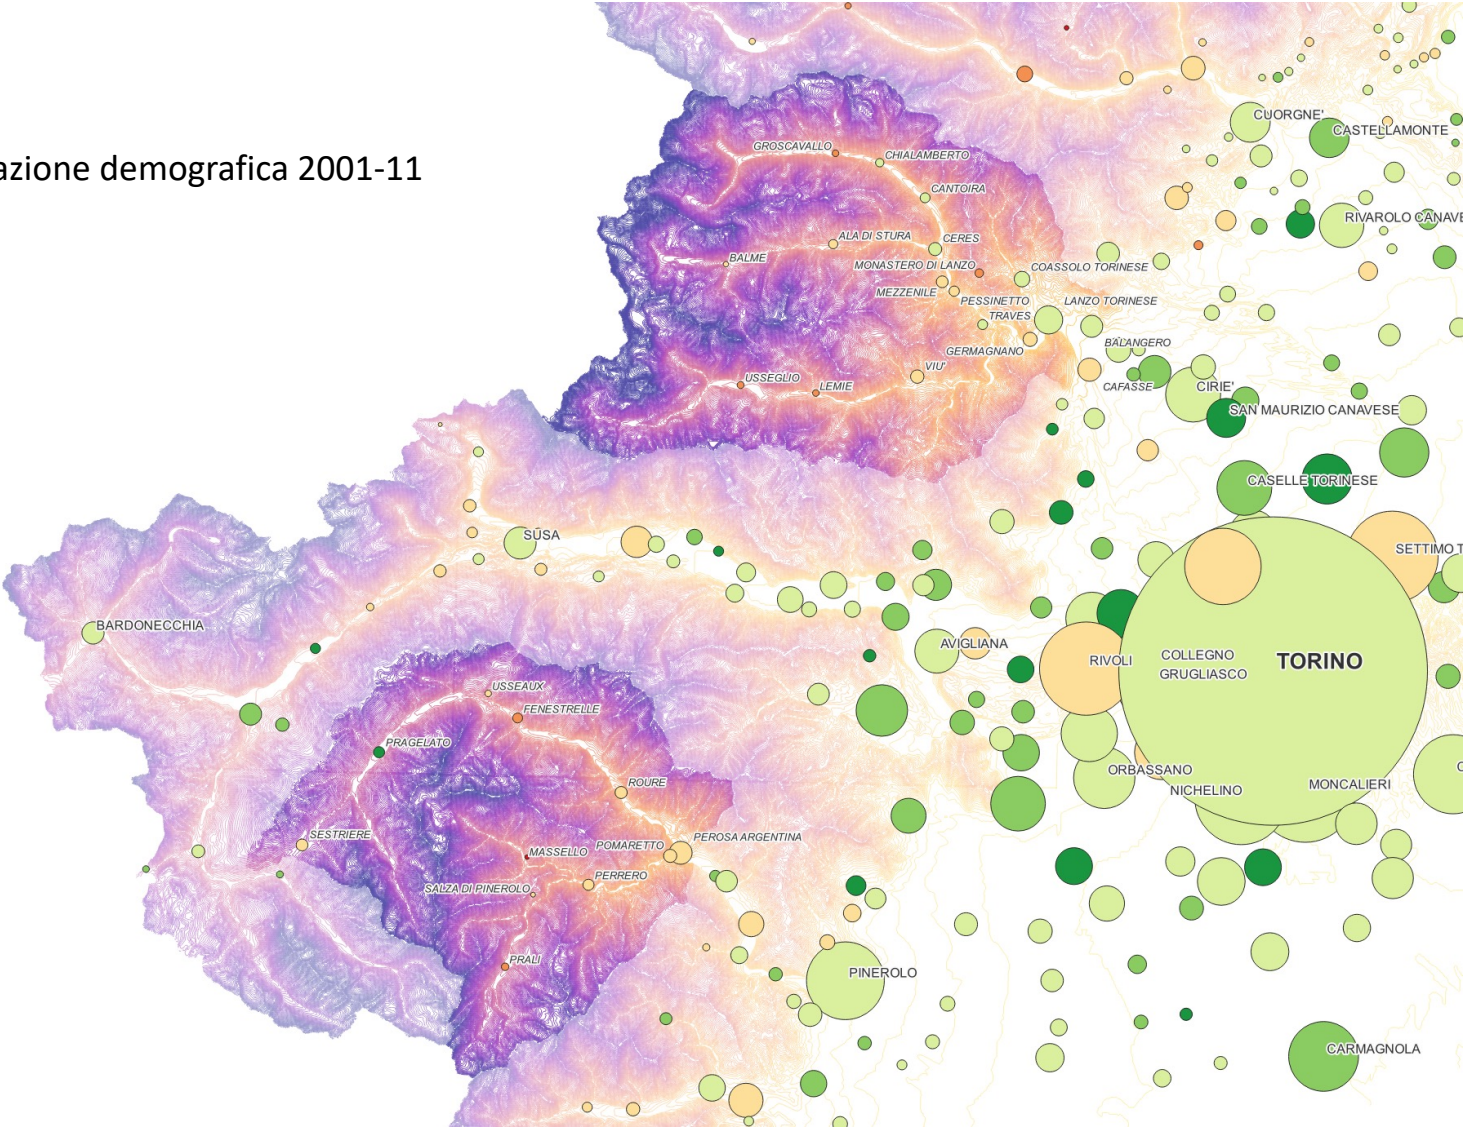 azione demografica 2001-11
CUORGNE'
CASTELLAMONTE
GROSCAVALLO
CHIALAMBERTO
CANTOIRA
RIVAROLO CANAVE
ALA DI STURA
CERES
BALME
MONASTERO DI LANZO
COASSOLO TORINESE
MEZZENILE
PESSINETTO
LANZO TORINESE
TRAVES
GERMAGNANO
BALANGERO
VIU'
USSEGLIO
LEMIE
CAFASSE
CIRIE'
SAN MAURIZIO CANAVESE
CASELLE TORINESE
SUSA
SETTIMO T
BARDONECCHIA
AVIGLIANA
RIVOLI
COLLEGNO
TORINO
GRUGLIASCO
USSEAUX
FENESTRELLE
PRAGELATO
ORBASSANO
NICHELINO
MONCALIERI
ROURE
SESTRIERE
PEROSA ARGENTINA
POMARETTO
MASSELLO
PERRERO
SALZA DI PINEROLO
PRALI
PINEROLO
CARMAGNOLA